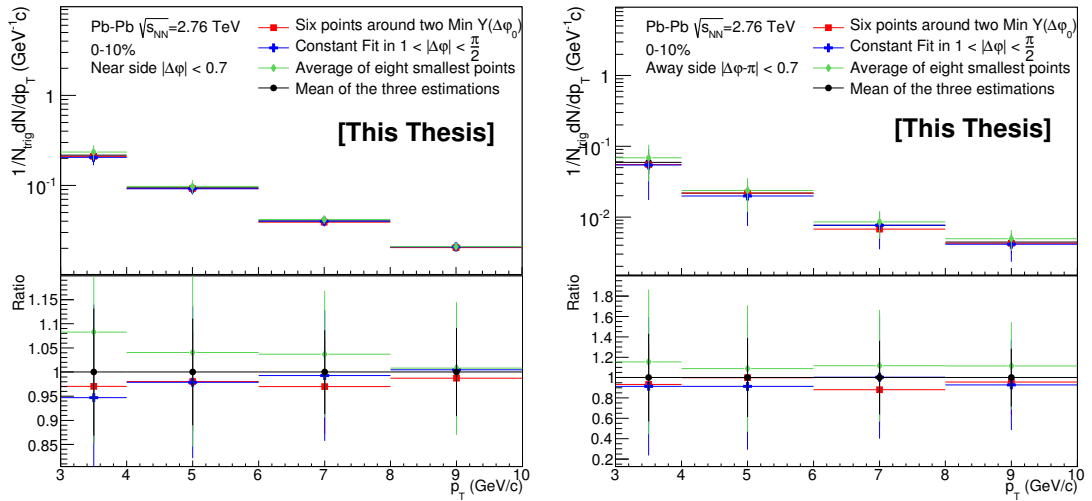 Pb-Pb √sNN=2.76 TeV
0-10%
Near side |Δφ| < 0.7
Six points around two Min Y(Δφ0)
Constant Fit in 1 < |Δφ| < π/2
Average of eight smallest points
Mean of the three estimations
[This Thesis]
1/Ntrig dN/dpT (GeV-1c)
1
10-1
Ratio
1.15
1.1
1.05
1
0.95
0.9
0.85
3 4 5 6 7 8 9 10
pT (GeV/c)
Pb-Pb √sNN=2.76 TeV
0-10%
Away side |Δφ-π| < 0.7
Six points around two Min Y(Δφ0)
Constant Fit in 1 < |Δφ| < π/2
Average of eight smallest points
Mean of the three estimations
[This Thesis]
1/Ntrig dN/dpT (GeV-1c)
1
10-1
10-2
Ratio
1.8
1.6
1.4
1.2
1
0.8
0.6
0.4
0.2
3 4 5 6 7 8 9 10
pT (GeV/c)